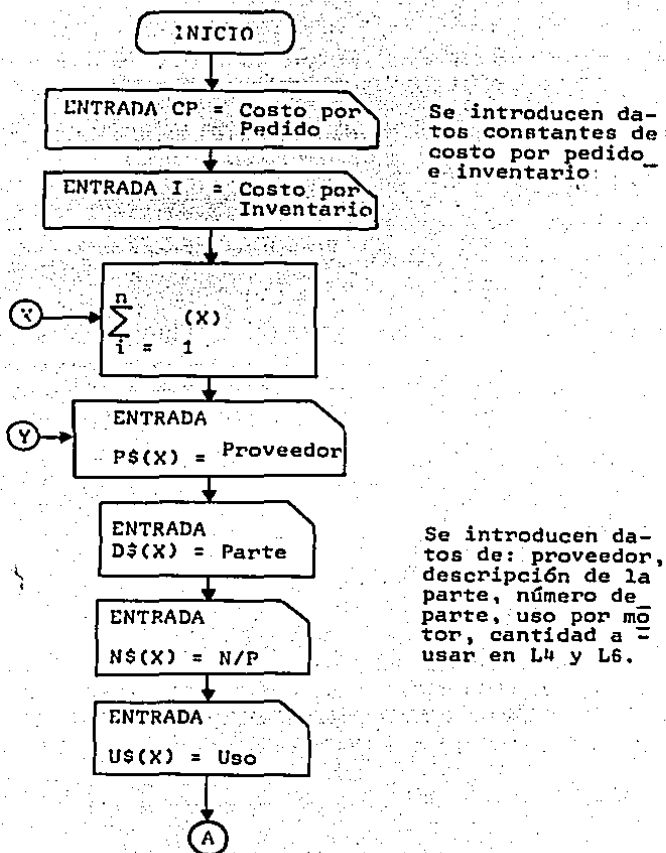 INICIO
ENTRADA CP = Costo por
Pedido
Se introducen da-
tos constantes de
costo por pedido_
e inventario
ENTRADA I = Costo por
Inventario
n
∑ (X)
i = 1
ENTRADA
P$(X) = Proveedor
Y
ENTRADA
D$(X) = Parte
Se introducen da-
tos de: proveedor,
descripción de la
parte, número de_
parte, uso por mo
tor, cantidad a =
usar en L4 y L6.
ENTRADA
N$(X) = N/P
ENTRADA
U$(X) = Uso
A